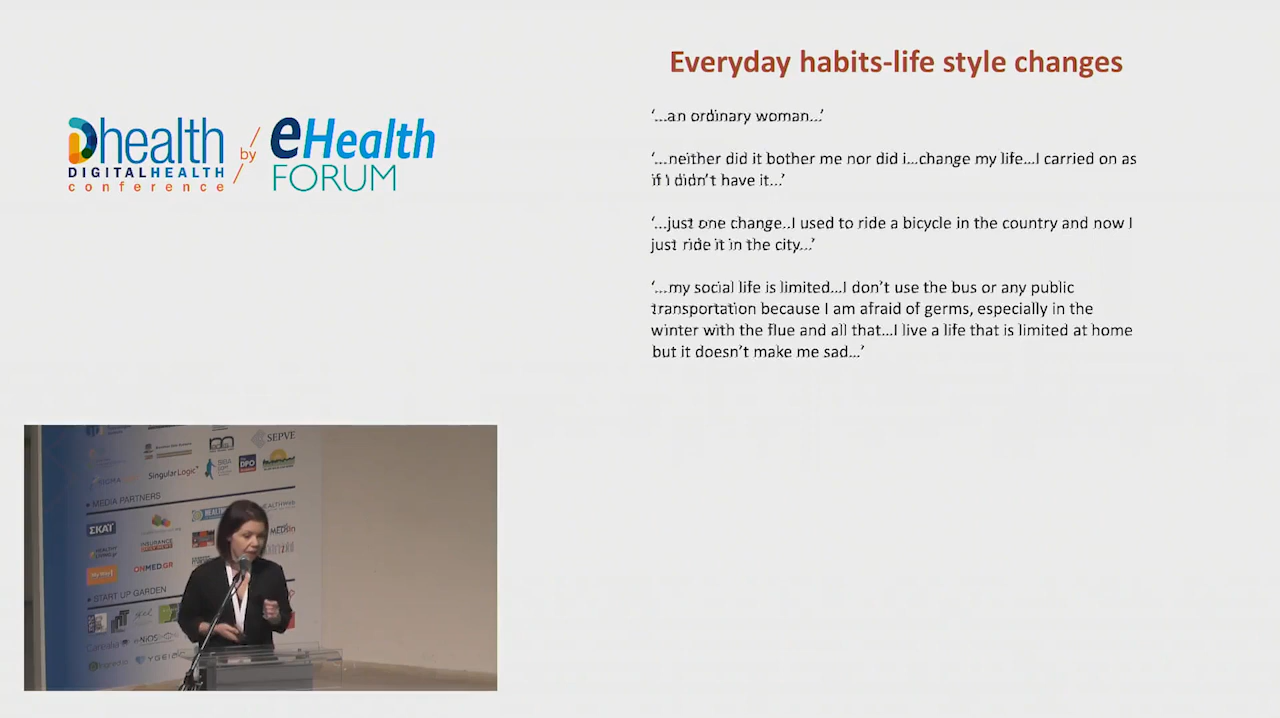 Everyday habits-life style changes
‘...an ordinary woman...’
‘...neither did it bother me nor did i...change my life...I carried on as
if I didn’t have it...’
‘...just one change..I used to ride a bicycle in the country and now I
just ride it in the city...’
‘...my social life is limited...I don’t use the bus or any public
transportation because I am afraid of germs, especially in the
winter with the flue and all that...I live a life that is limited at home
but it doesn’t make me sad...’
Dhealth
DIGITALHEALTH
conference
by
eHealth
FORUM
SEPVE
SingularLogic
DPO
MEDIA PARTNERS
ΣΚΑΪ
HEALTH
INSURANCE
ONMED.GR
START UP GARDEN